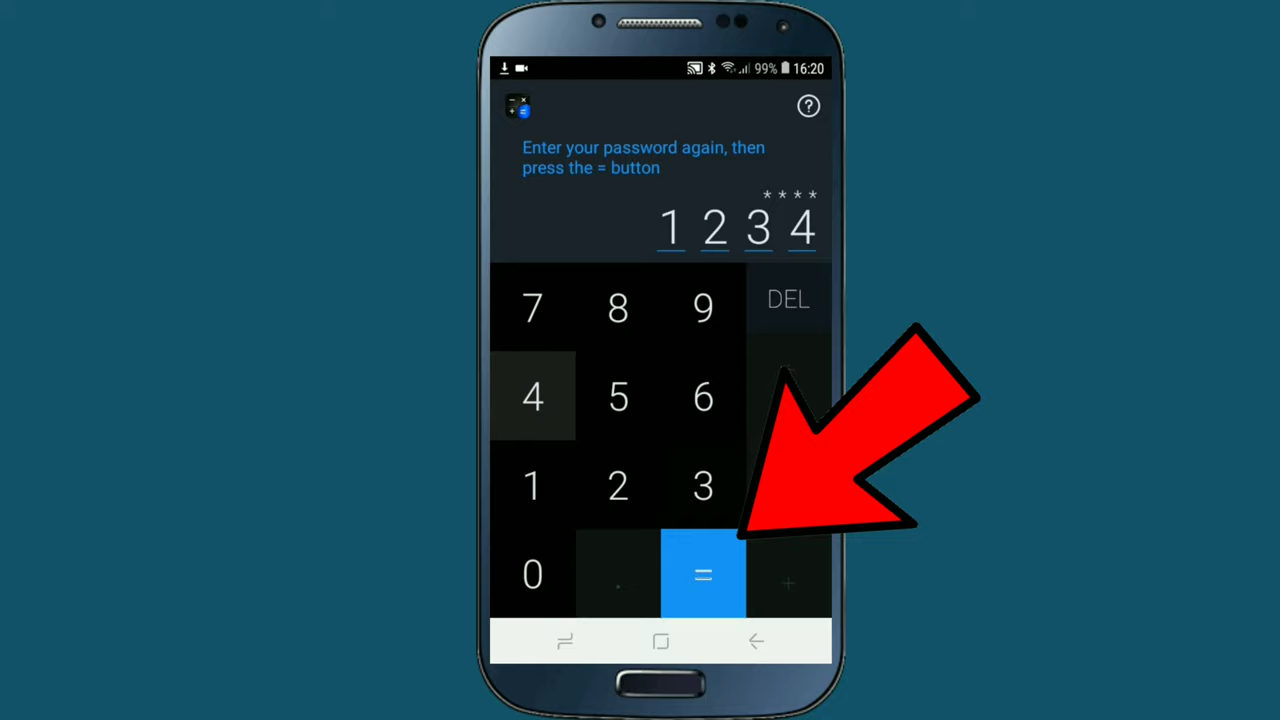 99% 16:20
?
Enter your password again, then
press the = button
* * * *
1 2 3 4
7 8 9 DEL
4 5 6
1 2 3
0 . = +